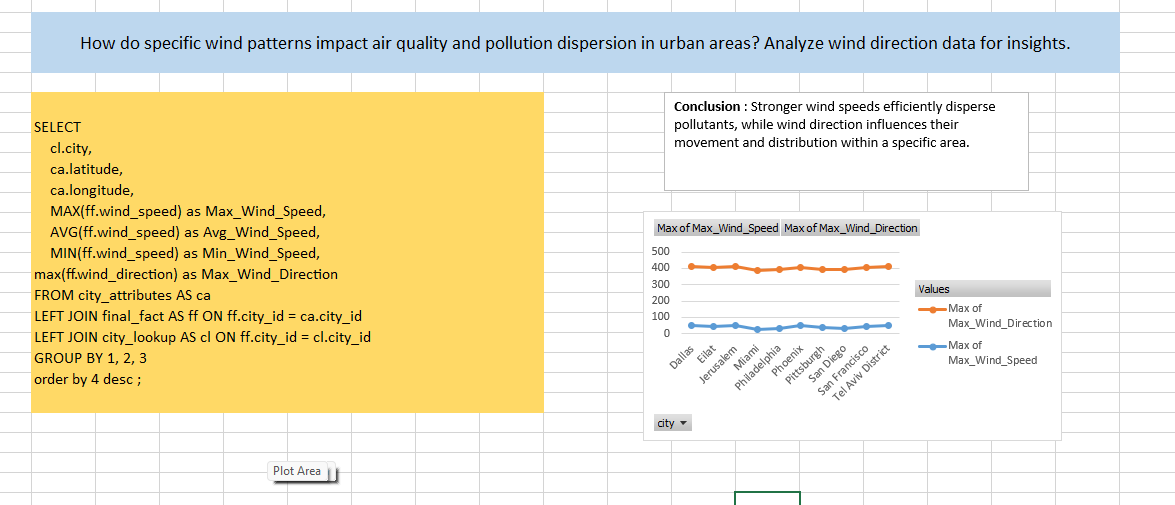 How do specific wind patterns impact air quality and pollution dispersion in urban areas? Analyze wind direction data for insights.
SELECT
cl.city,
ca.latitude,
ca.longitude,
MAX(ff.wind_speed) as Max_Wind_Speed,
AVG(ff.wind_speed) as Avg_Wind_Speed,
MIN(ff.wind_speed) as Min_Wind_Speed,
max(ff.wind_direction) as Max_Wind_Direction
FROM city_attributes AS ca
LEFT JOIN final_fact AS ff ON ff.city_id = ca.city_id
LEFT JOIN city_lookup AS cl ON ff.city_id = cl.city_id
GROUP BY 1, 2, 3
order by 4 desc ;
Conclusion : Stronger wind speeds efficiently disperse
pollutants, while wind direction influences their
movement and distribution within a specific area.
Max of Max_Wind_Speed Max of Max_Wind_Direction
500
400
300
200
100
0
Dallas
Eilat
Jerusalem
Miami
Philadelphia
Phoenix
Pittsburgh
San Diego
San Francisco
Tel Aviv District
Values
Max of
Max_Wind_Direction
Max of
Max_Wind_Speed
city
Plot Area